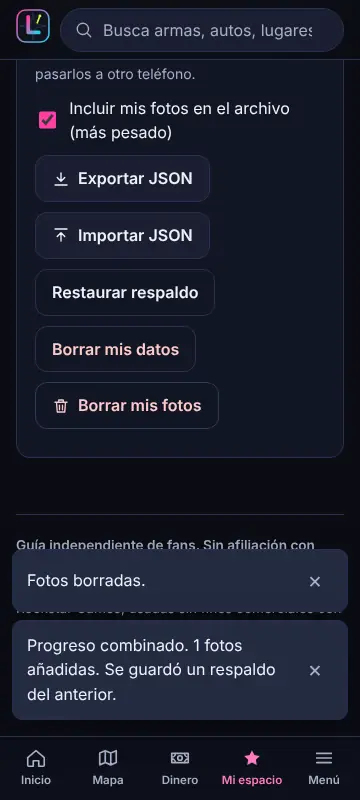 Busca armas, autos, lugares
pasarlos a otro teléfono.
Incluir mis fotos en el archivo
(más pesado)
Exportar JSON
Importar JSON
Restaurar respaldo
Borrar mis datos
Borrar mis fotos
Guía independiente de fans. Sin afiliación con
Fotos borradas.
Progreso combinado. 1 fotos
añadidas. Se guardó un respaldo
del anterior.
Inicio
Mapa
Dinero
Mi espacio
Menú